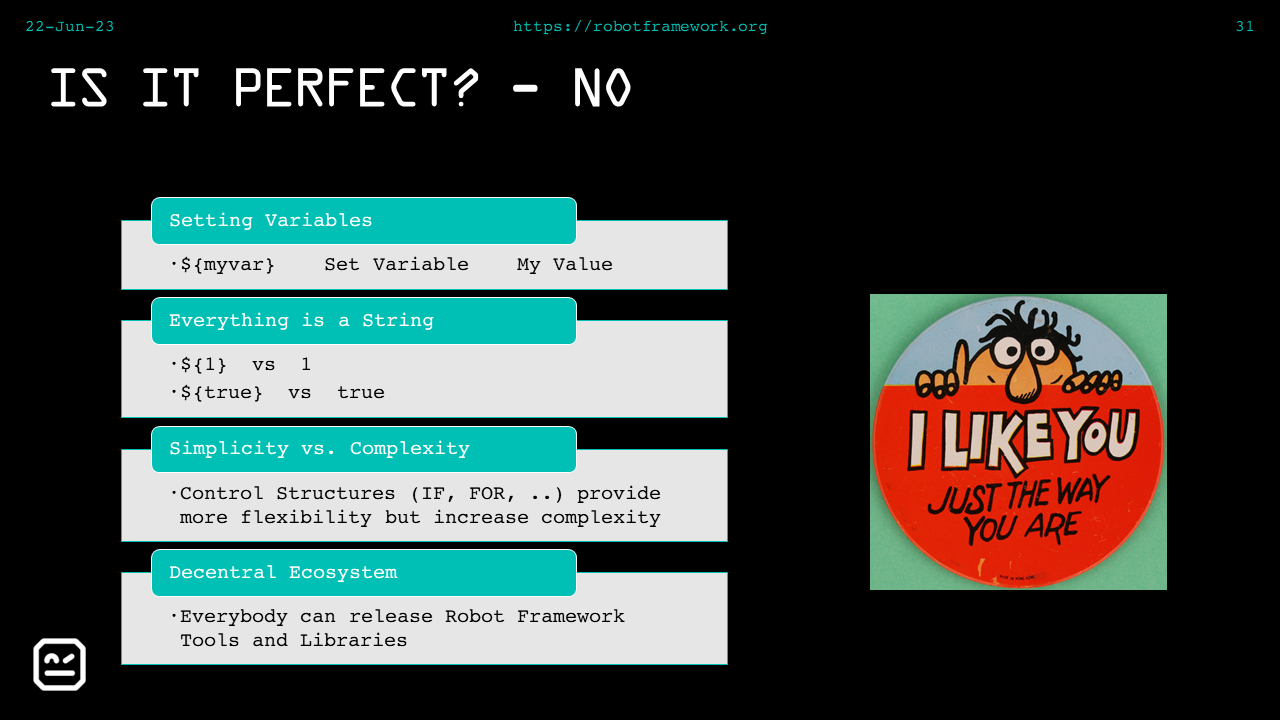 22-Jun-23
https://robotframework.org
31
IS IT PERFECT? - NO
Setting Variables
·${myvar}    Set Variable    My Value
Everything is a String
·${1}  vs  1
·${true}  vs  true
Simplicity vs. Complexity
·Control Structures (IF, FOR, ..) provide
more flexibility but increase complexity
Decentral Ecosystem
·Everybody can release Robot Framework
Tools and Libraries
I LIKE YOU
JUST THE WAY
YOU ARE